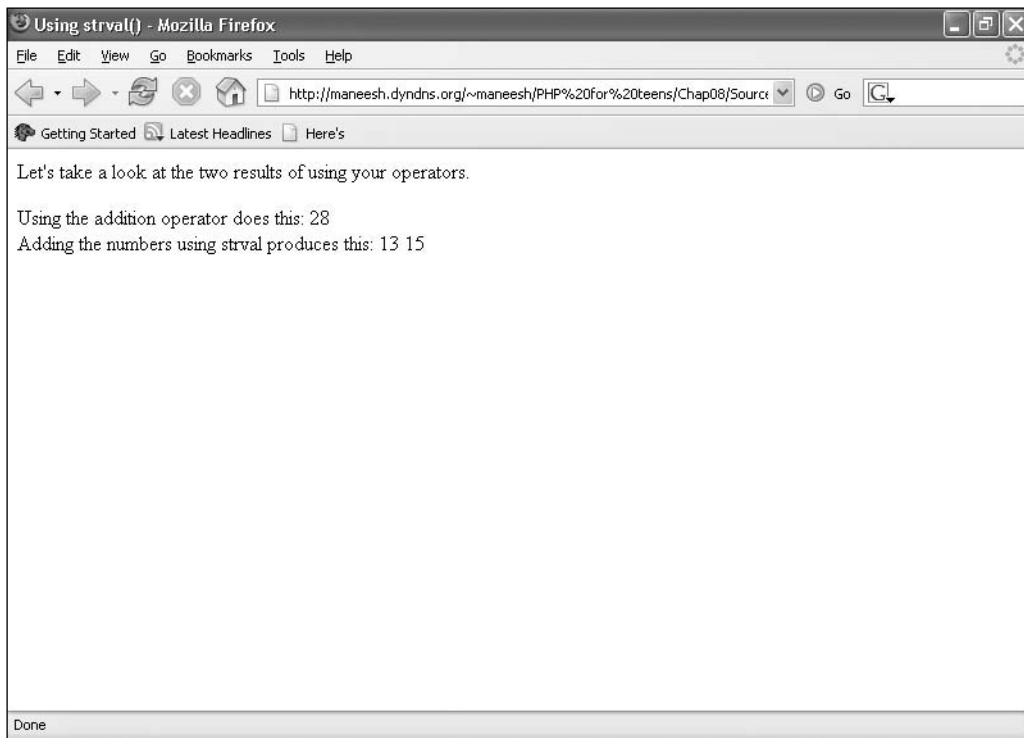 Using strval() - Mozilla Firefox
File Edit View Go Bookmarks Tools Help
http://maneesh.dyndns.org/~maneesh/PHP%20for%20teens/Chap08/Source Go G
Getting Started Latest Headlines Here's
Let's take a look at the two results of using your operators.
Using the addition operator does this: 28
Adding the numbers using strval produces this: 13 15
Done